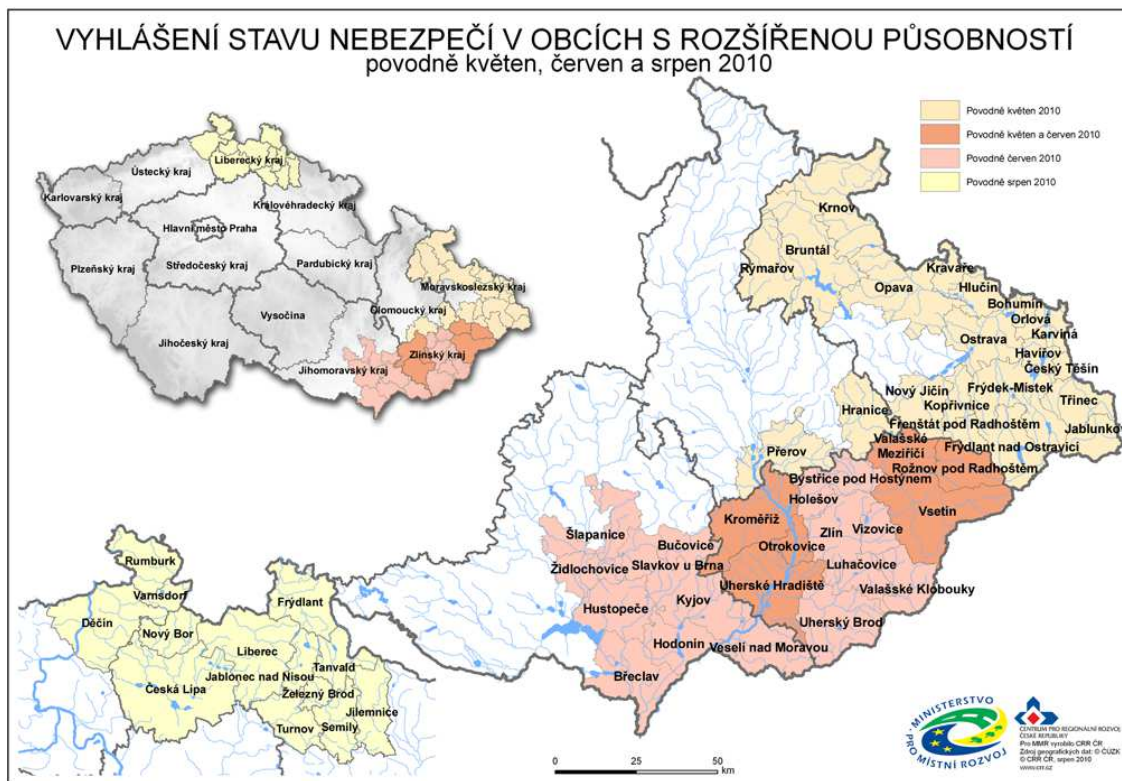 VYHLÁŠENÍ STAVU NEBEZPEČÍ V OBCÍCH S ROZŠÍŘENOU PŮSOBNOSTÍ
povodně květen, červen a srpen 2010
Povodně květen 2010
Povodně květen a červen 2010
Povodně červen 2010
Povodně srpen 2010
Liberecký kraj
Ústecký kraj
Karlovarský kraj
Královéhradecký kraj
Hlavní město Praha
Plzeňský kraj
Středočeský kraj
Pardubický kraj
Moravskoslezský kraj
Olomoucký kraj
Vysočina
Jihočeský kraj
Zlínský kraj
Jihomoravský kraj
Krnov
Bruntál
Rýmařov
Kravaře
Opava
Hlučín
Bohumín
Orlová
Karviná
Ostrava
Havířov
Český Těšín
Nový Jičín
Frýdek-Místek
Třinec
Kopřivnice
Hranice
Frenštát pod Radhoštěm
Jablunkov
Valašské
Meziříčí
Frýdlant nad Ostravicí
Přerov
Rožnov pod Radhoštěm
Bystřice pod Hostýnem
Holešov
Vsetín
Kroměříž
Zlín
Vizovice
Šlapanice
Bučovice
Otrokovice
Židlochovice
Slavkov u Brna
Luhačovice
Uherské Hradiště
Valašské Klobouky
Hustopeče
Kyjov
Uherský Brod
Hodonín
Veselí nad Moravou
Břeclav
Rumburk
Varnsdorf
Frýdlant
Děčín
Nový Bor
Liberec
Tanvald
Jablonec nad Nisou
Česká Lípa
Železný Brod
Jilemnice
Turnov
Semily
0 25 50
km
MINISTERSTVO
PRO MÍSTNÍ ROZVOJ
CENTRUM PRO REGIONÁLNÍ ROZVOJ
ČESKÉ REPUBLIKY
Pro MMR vyrobilo CRR ČR
Zdroj geografických dat: © ČÚZK
© CRR ČR, srpen 2010
www.crr.cz